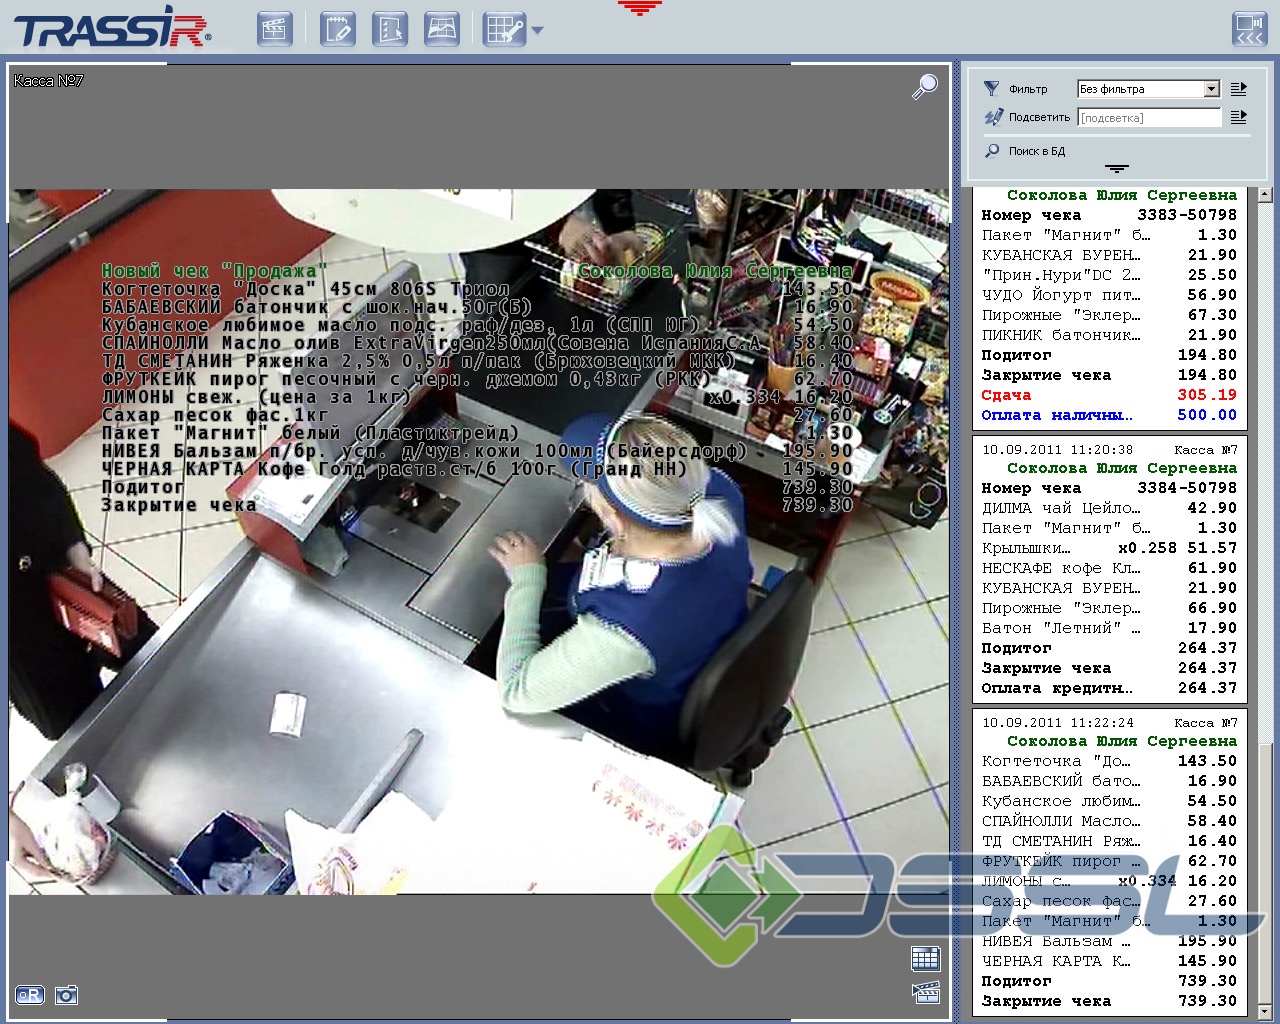 TRASSIR®
Касса №7
Новый чек "Продажа" Соколова Юлия Сергеевна
Когтеточка "Доска" 45см 806S Триол 143.50
БАБАЕВСКИЙ батончик с шок.нач.50г(Б) 16.90
Кубанское любимое масло подс. раф/дез, 1л (СПП ЮГ) 54.50
СПАЙНОЛЛИ Масло олив ExtraVirgen250мл(Совена ИспанияС.А 58.40
ТД СМЕТАНИН Ряженка 2,5% 0,5л п/пак (Брюховецкий МКК) 16.40
ФРУТКЕЙК пирог песочный с черн. джемом 0,43кг (РКК) 62.70
ЛИМОНЫ свеж. (цена за 1кг) x0.334 16.20
Сахар песок фас.1кг 27.60
Пакет "Магнит" белый (Пластиктрейд) 1.30
НИВЕЯ Бальзам п/бр. усп. д/чув.кожи 100мл (Байерсдорф) 195.90
ЧЕРНАЯ КАРТА Кофе Голд раств.ст/б 100г (Гранд НН) 145.90
Подитог 739.30
Закрытие чека 739.30
R
Фильтр Без фильтра
Подсветить [подсветка]
Поиск в БД
Соколова Юлия Сергеевна
Номер чека 3383-50798
Пакет "Магнит" б… 1.30
КУБАНСКАЯ БУРЕН… 21.90
"Прин.Нури"DC 2… 25.50
ЧУДО Йогурт пит… 56.90
Пирожные "Эклер… 67.30
ПИКНИК батончик… 21.90
Подитог 194.80
Закрытие чека 194.80
Сдача 305.19
Оплата наличны… 500.00
10.09.2011 11:20:38 Касса №7
Соколова Юлия Сергеевна
Номер чека 3384-50798
ДИЛМА чай Цейло… 42.90
Пакет "Магнит" б… 1.30
Крылышки… x0.258 51.57
НЕСКАФЕ кофе Кл… 61.90
КУБАНСКАЯ БУРЕН… 21.90
Пирожные "Эклер… 66.90
Батон "Летний" … 17.90
Подитог 264.37
Закрытие чека 264.37
Оплата кредитн… 264.37
10.09.2011 11:22:24 Касса №7
Соколова Юлия Сергеевна
Когтеточка "До… 143.50
БАБАЕВСКИЙ бато… 16.90
Кубанское любим… 54.50
СПАЙНОЛЛИ Масло… 58.40
ТД СМЕТАНИН Ряж… 16.40
ФРУТКЕЙК пирог … 62.70
ЛИМОНЫ с… x0.334 16.20
Сахар песок фас… 27.60
Пакет "Магнит" б… 1.30
НИВЕЯ Бальзам … 195.90
ЧЕРНАЯ КАРТА К… 145.90
Подитог 739.30
Закрытие чека 739.30
DSSL